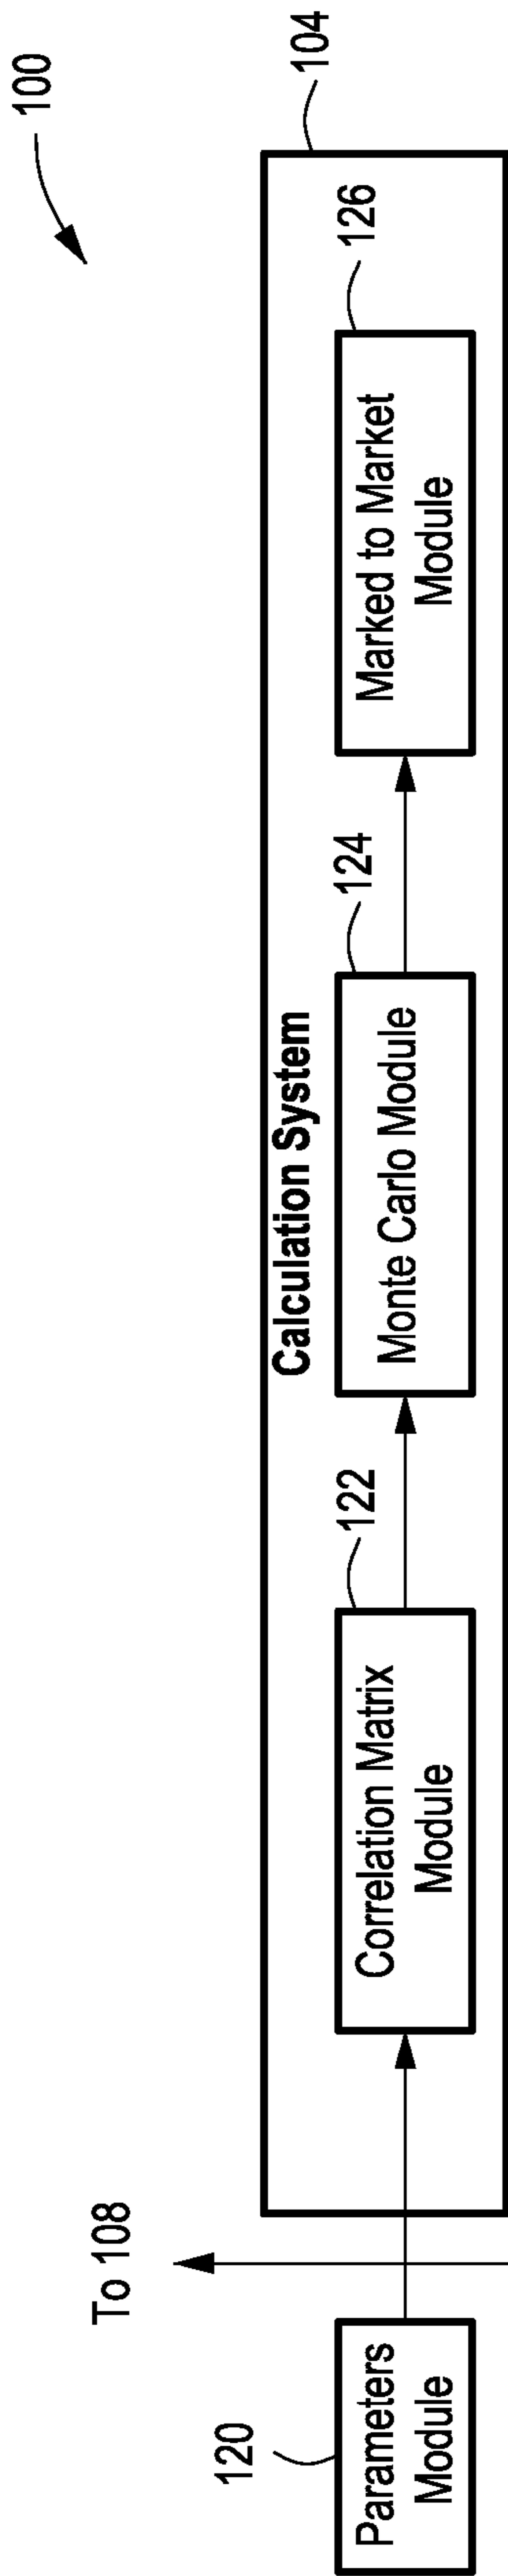 100
104
Calculation System
To 108
120
Parameters
Module
122
Correlation Matrix
Module
124
Monte Carlo Module
126
Marked to Market
Module